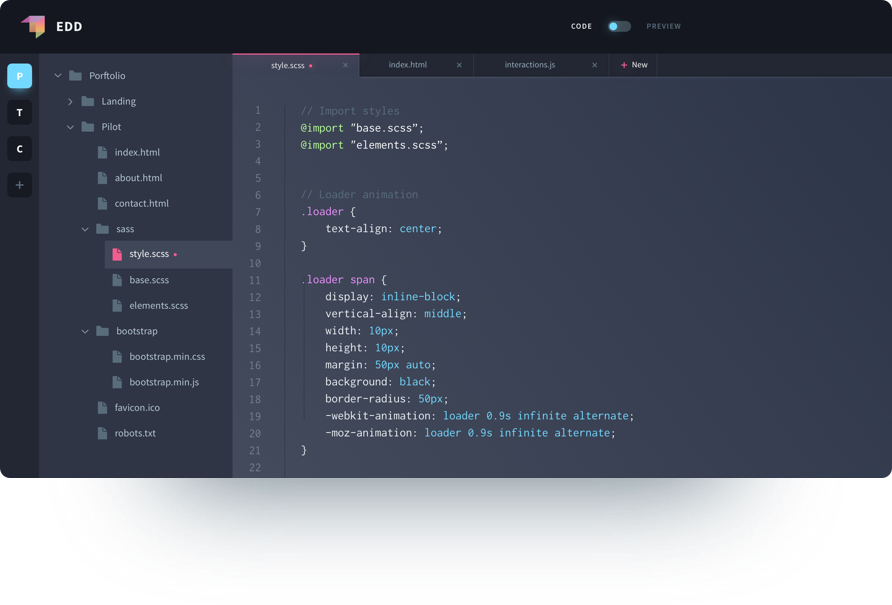 EDD
CODE
PREVIEW
P
T
C
+
Porftolio
Landing
Pilot
index.html
about.html
contact.html
sass
style.scss
base.scss
elements.scss
bootstrap
bootstrap.min.css
bootstrap.min.js
favicon.ico
robots.txt
style.scss ×
index.html ×
interactions.js ×
+ New
1 // Import styles
2 @import "base.scss”;
3 @import "elements.scss”;
4
5
6 // Loader animation
7 .loader {
8 text-align: center;
9 }
10
11 .loader span {
12 display: inline-block;
13 vertical-align: middle;
14 width: 10px;
15 height: 10px;
16 margin: 50px auto;
17 background: black;
18 border-radius: 50px;
19 -webkit-animation: loader 0.9s infinite alternate;
20 -moz-animation: loader 0.9s infinite alternate;
21 }
22